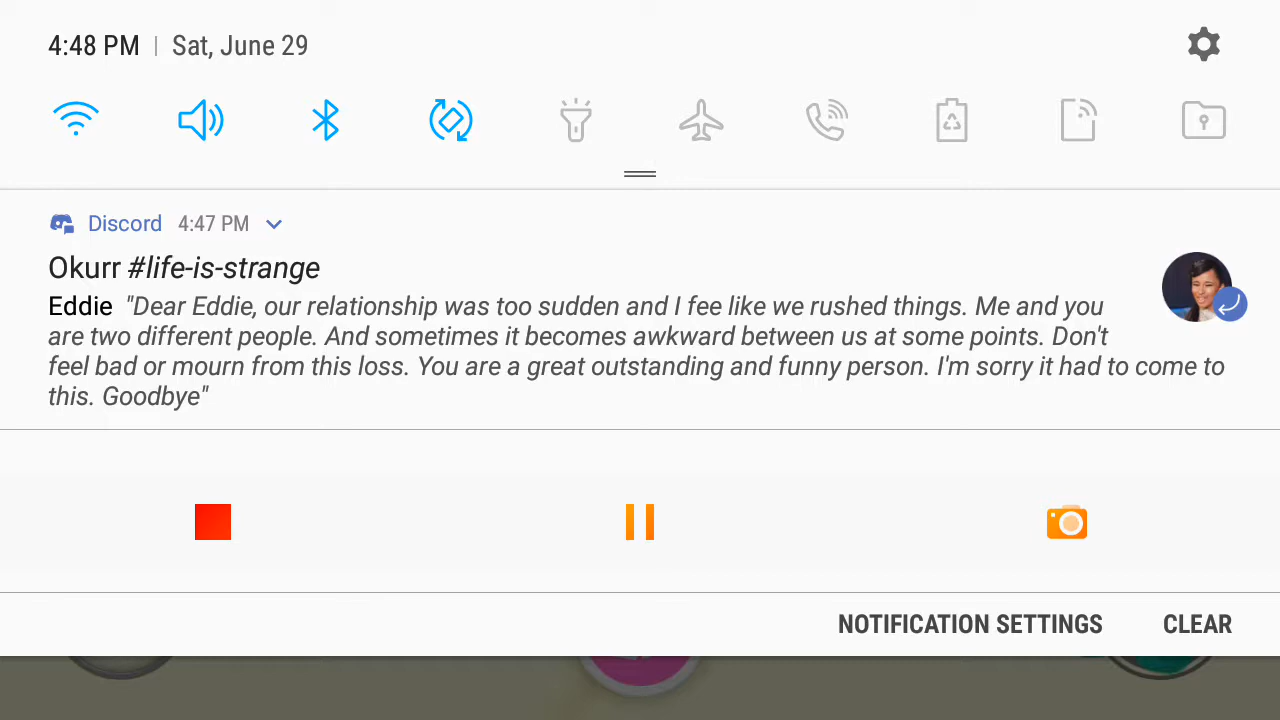 4:48 PM | Sat, June 29
Discord 4:47 PM
Okurr #life-is-strange
Eddie "Dear Eddie, our relationship was too sudden and I fee like we rushed things. Me and you
are two different people. And sometimes it becomes awkward between us at some points. Don't
feel bad or mourn from this loss. You are a great outstanding and funny person. I'm sorry it had to come to
this. Goodbye"
NOTIFICATION SETTINGS CLEAR